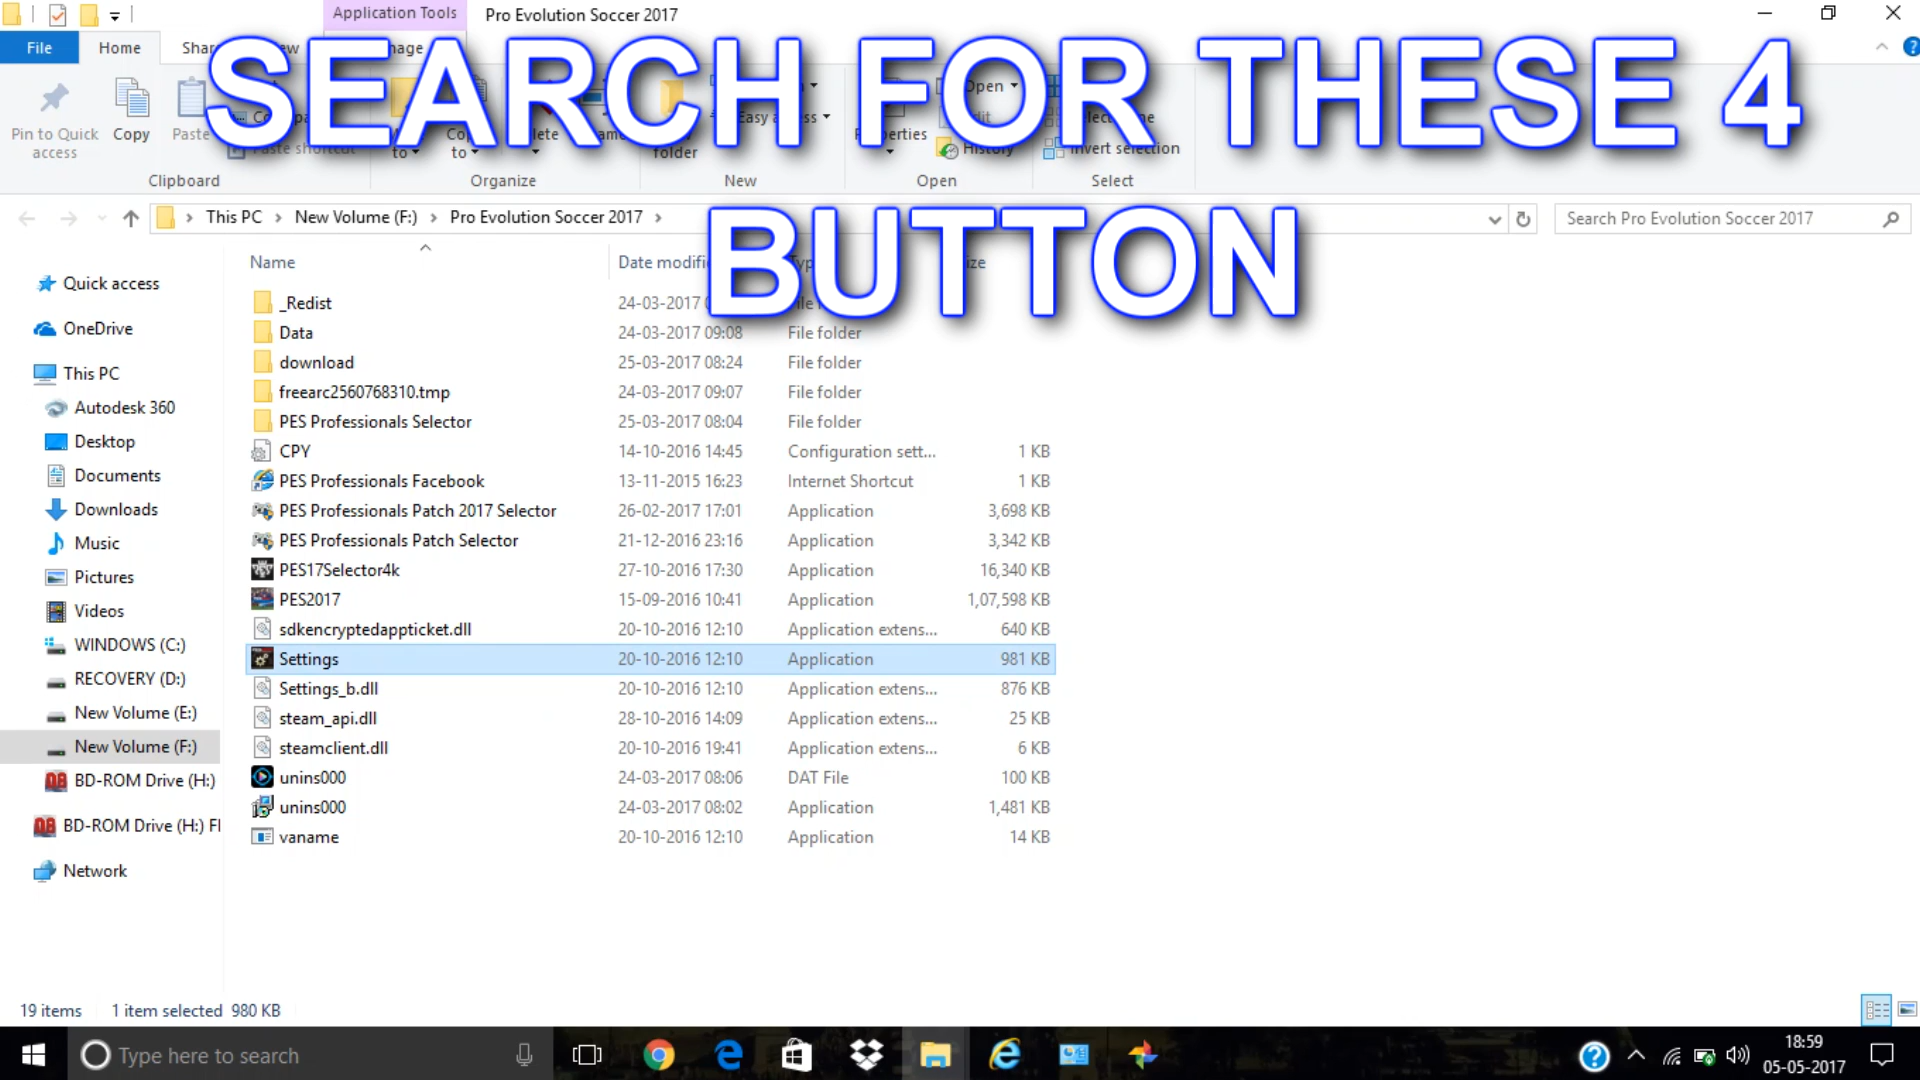 Application Tools
Pro Evolution Soccer 2017
File
Home
SEARCH FOR THESE 4
BUTTON
Pin to Quick
access
Copy
Paste
to
to
folder
Open
History
Invert selection
Clipboard
Organize
New
Open
Select
This PC
New Volume (F:)
Pro Evolution Soccer 2017
Search Pro Evolution Soccer 2017
Name
Quick access
OneDrive
This PC
Autodesk 360
Desktop
Documents
Downloads
Music
Pictures
Videos
WINDOWS (C:)
RECOVERY (D:)
New Volume (E:)
New Volume (F:)
BD-ROM Drive (H:)
BD-ROM Drive (H:) FI
Network
_Redist 24-03-2017
Data 24-03-2017 09:08 File folder
download 25-03-2017 08:24 File folder
freearc2560768310.tmp 24-03-2017 09:07 File folder
PES Professionals Selector 25-03-2017 08:04 File folder
CPY 14-10-2016 14:45 Configuration sett... 1 KB
PES Professionals Facebook 13-11-2015 16:23 Internet Shortcut 1 KB
PES Professionals Patch 2017 Selector 26-02-2017 17:01 Application 3,698 KB
PES Professionals Patch Selector 21-12-2016 23:16 Application 3,342 KB
PES17Selector4k 27-10-2016 17:30 Application 16,340 KB
PES2017 15-09-2016 10:41 Application 1,07,598 KB
sdkencryptedappticket.dll 20-10-2016 12:10 Application extens... 640 KB
Settings 20-10-2016 12:10 Application 981 KB
Settings_b.dll 20-10-2016 12:10 Application extens... 876 KB
steam_api.dll 28-10-2016 14:09 Application extens... 25 KB
steamclient.dll 20-10-2016 19:41 Application extens... 6 KB
unins000 24-03-2017 08:06 DAT File 100 KB
unins000 24-03-2017 08:02 Application 1,481 KB
vaname 20-10-2016 12:10 Application 14 KB
19 items 1 item selected 980 KB
Type here to search
18:59
05-05-2017